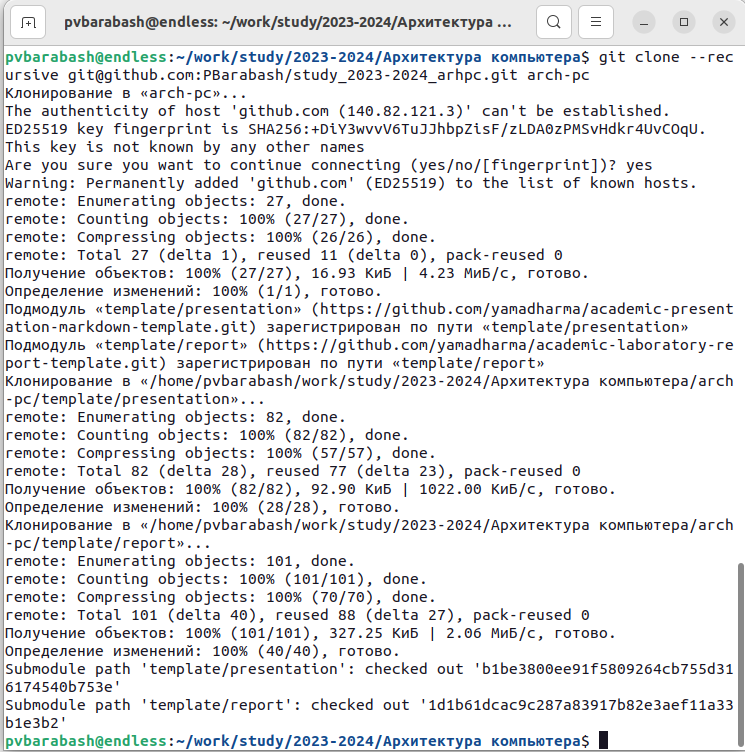 pvbarabash@endless: ~/work/study/2023-2024/Архитектура ...
pvbarabash@endless:~/work/study/2023-2024/Архитектура компьютера$ git clone --rec
ursive git@github.com:PBarabash/study_2023-2024_arhpc.git arch-pc
Клонирование в «arch-pc»...
The authenticity of host 'github.com (140.82.121.3)' can't be established.
ED25519 key fingerprint is SHA256:+DiY3wvvV6TuJJhbpZisF/zLDA0zPMSvHdkr4UvCOqU.
This key is not known by any other names
Are you sure you want to continue connecting (yes/no/[fingerprint])? yes
Warning: Permanently added 'github.com' (ED25519) to the list of known hosts.
remote: Enumerating objects: 27, done.
remote: Counting objects: 100% (27/27), done.
remote: Compressing objects: 100% (26/26), done.
remote: Total 27 (delta 1), reused 11 (delta 0), pack-reused 0
Получение объектов: 100% (27/27), 16.93 КиБ | 4.23 МиБ/с, готово.
Определение изменений: 100% (1/1), готово.
Подмодуль «template/presentation» (https://github.com/yamadharma/academic-present
ation-markdown-template.git) зарегистрирован по пути «template/presentation»
Подмодуль «template/report» (https://github.com/yamadharma/academic-laboratory-re
port-template.git) зарегистрирован по пути «template/report»
Клонирование в «/home/pvbarabash/work/study/2023-2024/Архитектура компьютера/arch
-pc/template/presentation»...
remote: Enumerating objects: 82, done.
remote: Counting objects: 100% (82/82), done.
remote: Compressing objects: 100% (57/57), done.
remote: Total 82 (delta 28), reused 77 (delta 23), pack-reused 0
Получение объектов: 100% (82/82), 92.90 КиБ | 1022.00 КиБ/с, готово.
Определение изменений: 100% (28/28), готово.
Клонирование в «/home/pvbarabash/work/study/2023-2024/Архитектура компьютера/arch
-pc/template/report»...
remote: Enumerating objects: 101, done.
remote: Counting objects: 100% (101/101), done.
remote: Compressing objects: 100% (70/70), done.
remote: Total 101 (delta 40), reused 88 (delta 27), pack-reused 0
Получение объектов: 100% (101/101), 327.25 КиБ | 2.06 МиБ/с, готово.
Определение изменений: 100% (40/40), готово.
Submodule path 'template/presentation': checked out 'b1be3800ee91f5809264cb755d31
6174540b753e'
Submodule path 'template/report': checked out '1d1b61dcac9c287a83917b82e3aef11a33
b1e3b2'
pvbarabash@endless:~/work/study/2023-2024/Архитектура компьютера$